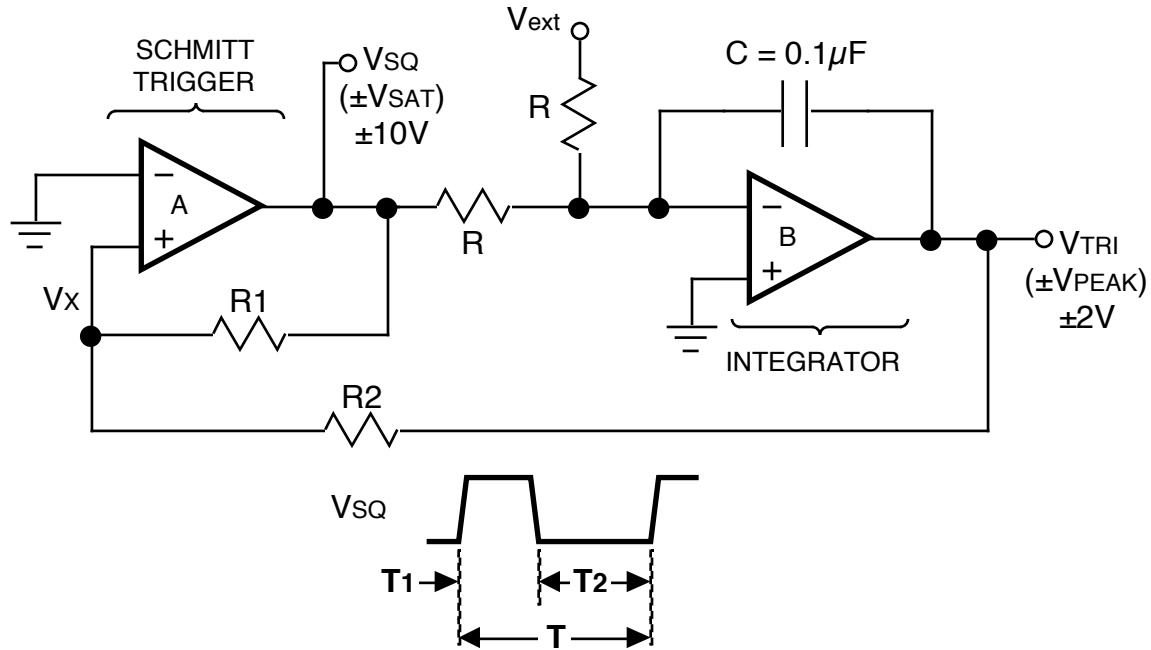 SCHMITT
TRIGGER
VSQ
(±VSAT)
±10V
Vext
R
C = 0.1µF
−
A
+
R
−
B
+
VTRI
(±VPEAK)
±2V
VX
R1
INTEGRATOR
R2
VSQ
T1
T2
T